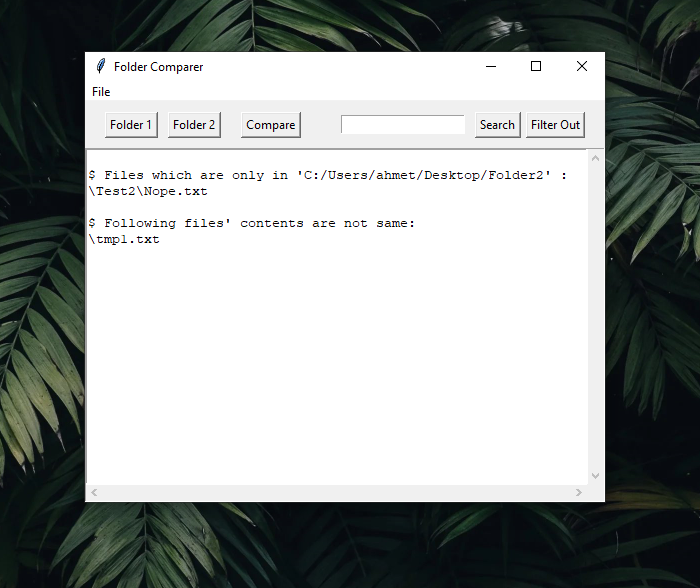 Folder Comparer
File
Folder 1 Folder 2 Compare Search Filter Out
$ Files which are only in 'C:/Users/ahmet/Desktop/Folder2' :
\Test2\Nope.txt
$ Following files' contents are not same:
\tmp1.txt